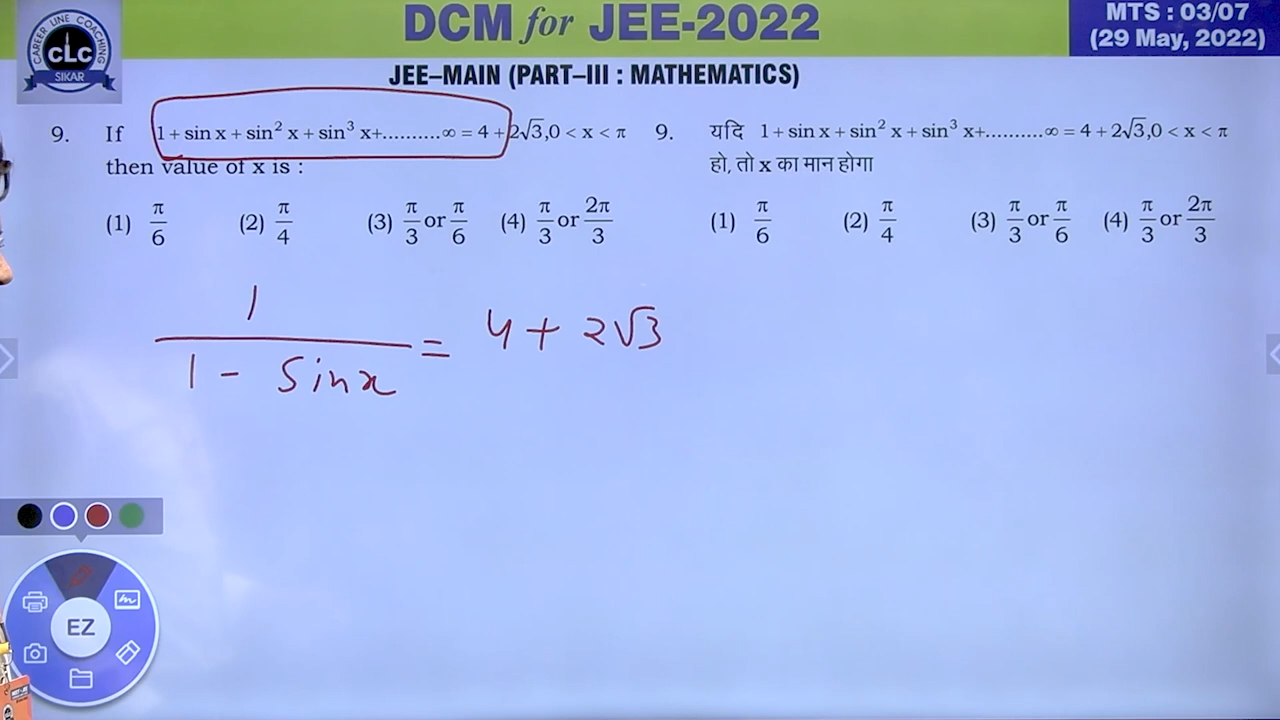 CAREER LINE COACHING
CLC
SIKAR
DCM for JEE-2022
MTS : 03/07
(29 May, 2022)
JEE–MAIN (PART–III : MATHEMATICS)
9. If 1 + sin x + sin² x + sin³ x+..........∞ = 4 + 2√3, 0 < x < π
then value of x is :
(1) π/6 (2) π/4 (3) π/3 or π/6 (4) π/3 or 2π/3
9. यदि 1 + sin x + sin² x + sin³ x+..........∞ = 4 + 2√3, 0 < x < π
हो, तो x का मान होगा
(1) π/6 (2) π/4 (3) π/3 or π/6 (4) π/3 or 2π/3
1/(1 - Sinx) = 4 + 2√3
EZ